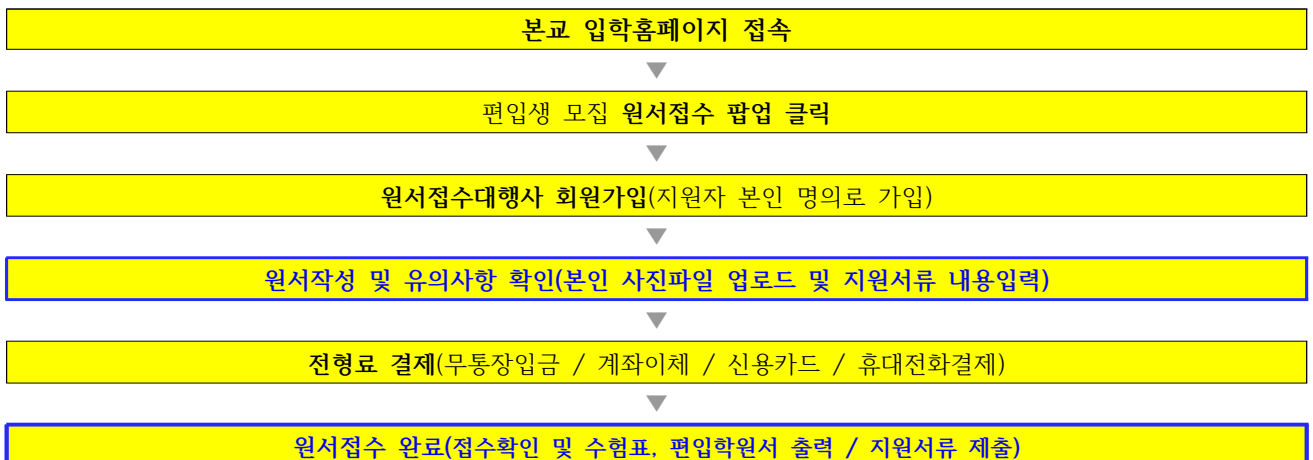 본교 입학홈페이지 접속
편입생 모집 원서접수 팝업 클릭
원서접수대행사 회원가입(지원자 본인 명의로 가입)
원서작성 및 유의사항 확인(본인 사진파일 업로드 및 지원서류 내용입력)
전형료 결제(무통장입금 / 계좌이체 / 신용카드 / 휴대전화결제)
원서접수 완료(접수확인 및 수험표, 편입학원서 출력 / 지원서류 제출)